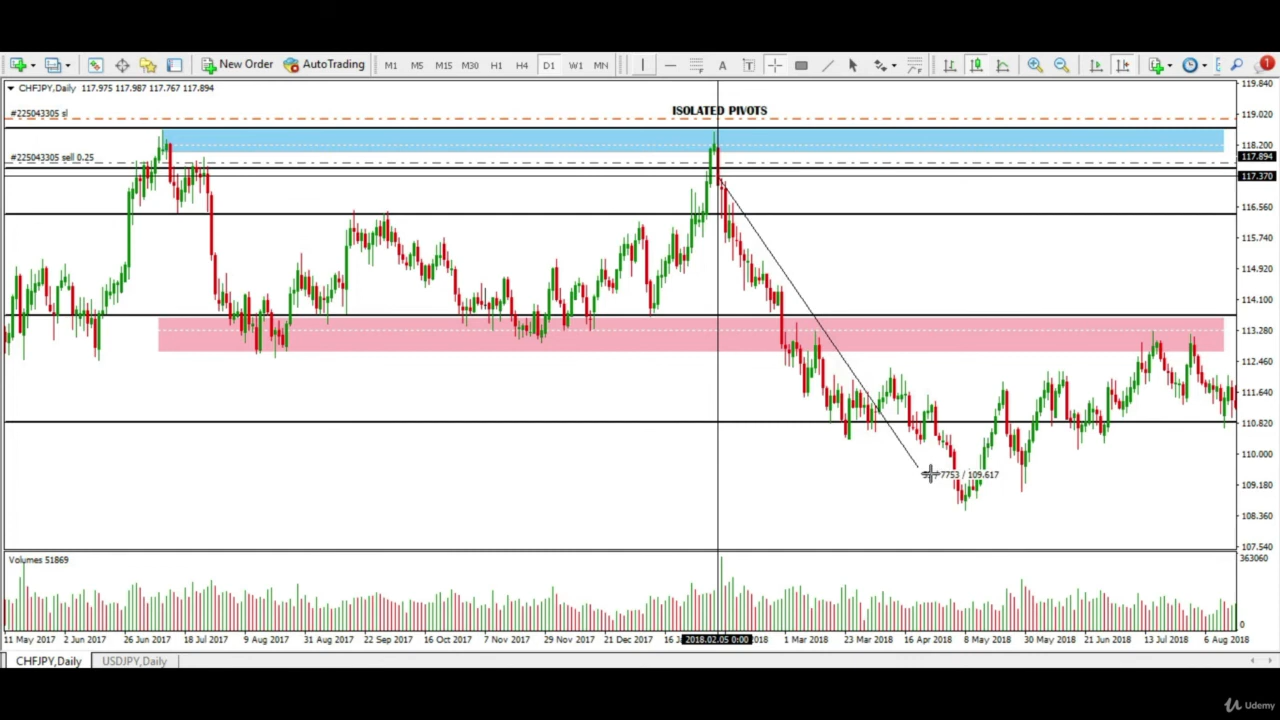 New Order AutoTrading M1 M5 M15 M30 H1 H4 D1 W1 MN A T 1
CHFJPY,Daily 117.975 117.987 117.767 117.894
ISOLATED PIVOTS
#225043305 sl
#225043305 sell 0.25
119.840
119.020
118.200
117.894
117.370
116.560
115.740
114.920
114.100
113.280
112.460
111.640
110.820
110.000
109.180
108.360
107.540
/ 109.617
Volumes 51869
363060
0
11 May 2017 2 Jun 2017 26 Jun 2017 18 Jul 2017 9 Aug 2017 31 Aug 2017 22 Sep 2017 16 Oct 2017 7 Nov 2017 29 Nov 2017 21 Dec 2017 2018.02.05 0:00 2018 1 Mar 2018 23 Mar 2018 16 Apr 2018 8 May 2018 30 May 2018 21 Jun 2018 13 Jul 2018 6 Aug 2018
CHFJPY,Daily USDJPY,Daily
Udemy